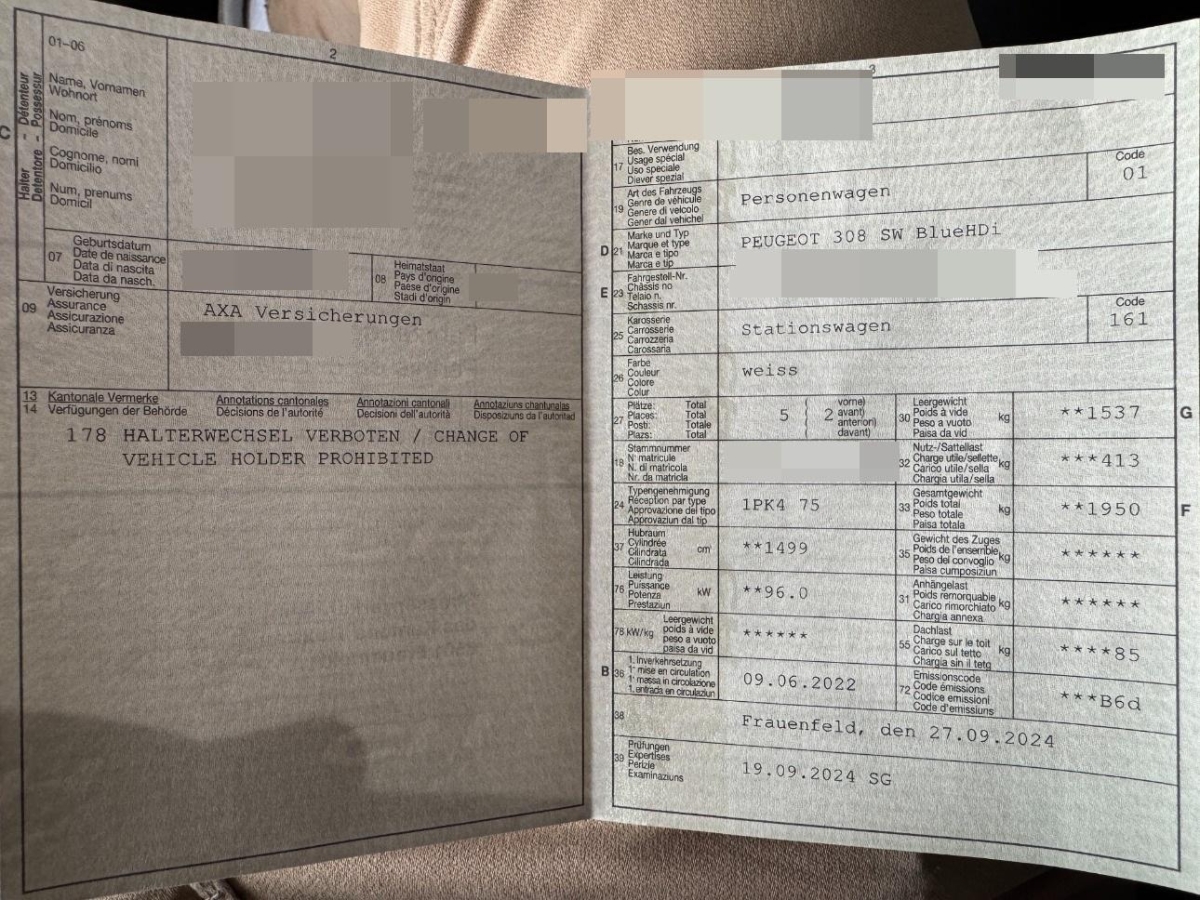 2
01-06
C
Halter - Détenteur
Detentore - Possessur
Name, Vornamen
Wohnort
Nom, prénoms
Domicile
Cognome, nomi
Domicilio
Num, prenums
Domicil
07
Geburtsdatum
Date de naissance
Data di nascita
Data da nasch.
08
Heimatstaat
Pays d'origine
Paese d'origine
Stadi d'origin
09
Versicherung
Assurance
Assicurazione
Assicuranza
AXA Versicherungen
13 Kantonale Vermerke Annotations cantonales Annotazioni cantonali Annotaziuns chantunalas
14 Verfügungen der Behörde Décisions de l'autorité Decisioni dell'autorità Disposiziuns da l'autoritad
178 HALTERWECHSEL VERBOTEN / CHANGE OF
VEHICLE HOLDER PROHIBITED
3
17
Bes. Verwendung
Usage spécial
Uso speciale
Diever spezial
19
Art des Fahrzeugs
Genre de véhicule
Genere di veicolo
Gener dal vehichel
Personenwagen
Code
01
D 21
Marke und Typ
Marque et type
Marca e tipo
Marca e tip
PEUGEOT 308 SW BlueHDi
E 23
Fahrgestell-Nr.
Châssis no
Telaio n.
Schassis nr.
25
Karosserie
Carrosserie
Carrozzeria
Carossaria
Stationswagen
Code
161
26
Farbe
Couleur
Colore
Colur
weiss
27
Plätze: Total
Places: Total
Posti: Totale
Plazs: Total
5 ( 2 vorne)
avant)
anteriori)
davant)
30
Leergewicht
Poids à vide
Peso a vuoto
Paisa da vid
kg
**1537
G
18
Stammnummer
N° matricule
N. di matricola
Nr. da matricla
32
Nutz-/Sattellast
Charge utile/sellette
Carico utile/sella
Chargia utila/sella
kg
***413
24
Typengenehmigung
Réception par type
Approvazione del tipo
Approvaziun dal tip
1PK4 75
33
Gesamtgewicht
Poids total
Peso totale
Paisa totala
kg
**1950
F
37
Hubraum
Cylindrée
Cilindrata
Cilindrada
cm³
**1499
35
Gewicht des Zuges
Poids de l'ensemble
Peso del convoglio
Paisa cumposiziun
kg
******
76
Leistung
Puissance
Potenza
Prestaziun
kW
**96.0
31
Anhängelast
Poids remorquable
Carico rimorchiato
Chargia annexa
kg
******
78 kW/kg
Leergewicht
poids à vide
peso a vuoto
paisa da vid
******
55
Dachlast
Charge sur le toit
Carico sul tetto
Chargia sin il tetg
kg
****85
B 36
1. Inverkehrsetzung
1re mise en circulation
1a messa in circolazione
1. entrada en circulaziun
09.06.2022
72
Emissionscode
Code émissions
Codice emissioni
Code d'emissiuns
***B6d
38
Frauenfeld, den 27.09.2024
39
Prüfungen
Expertises
Perizie
Examinaziuns
19.09.2024 SG